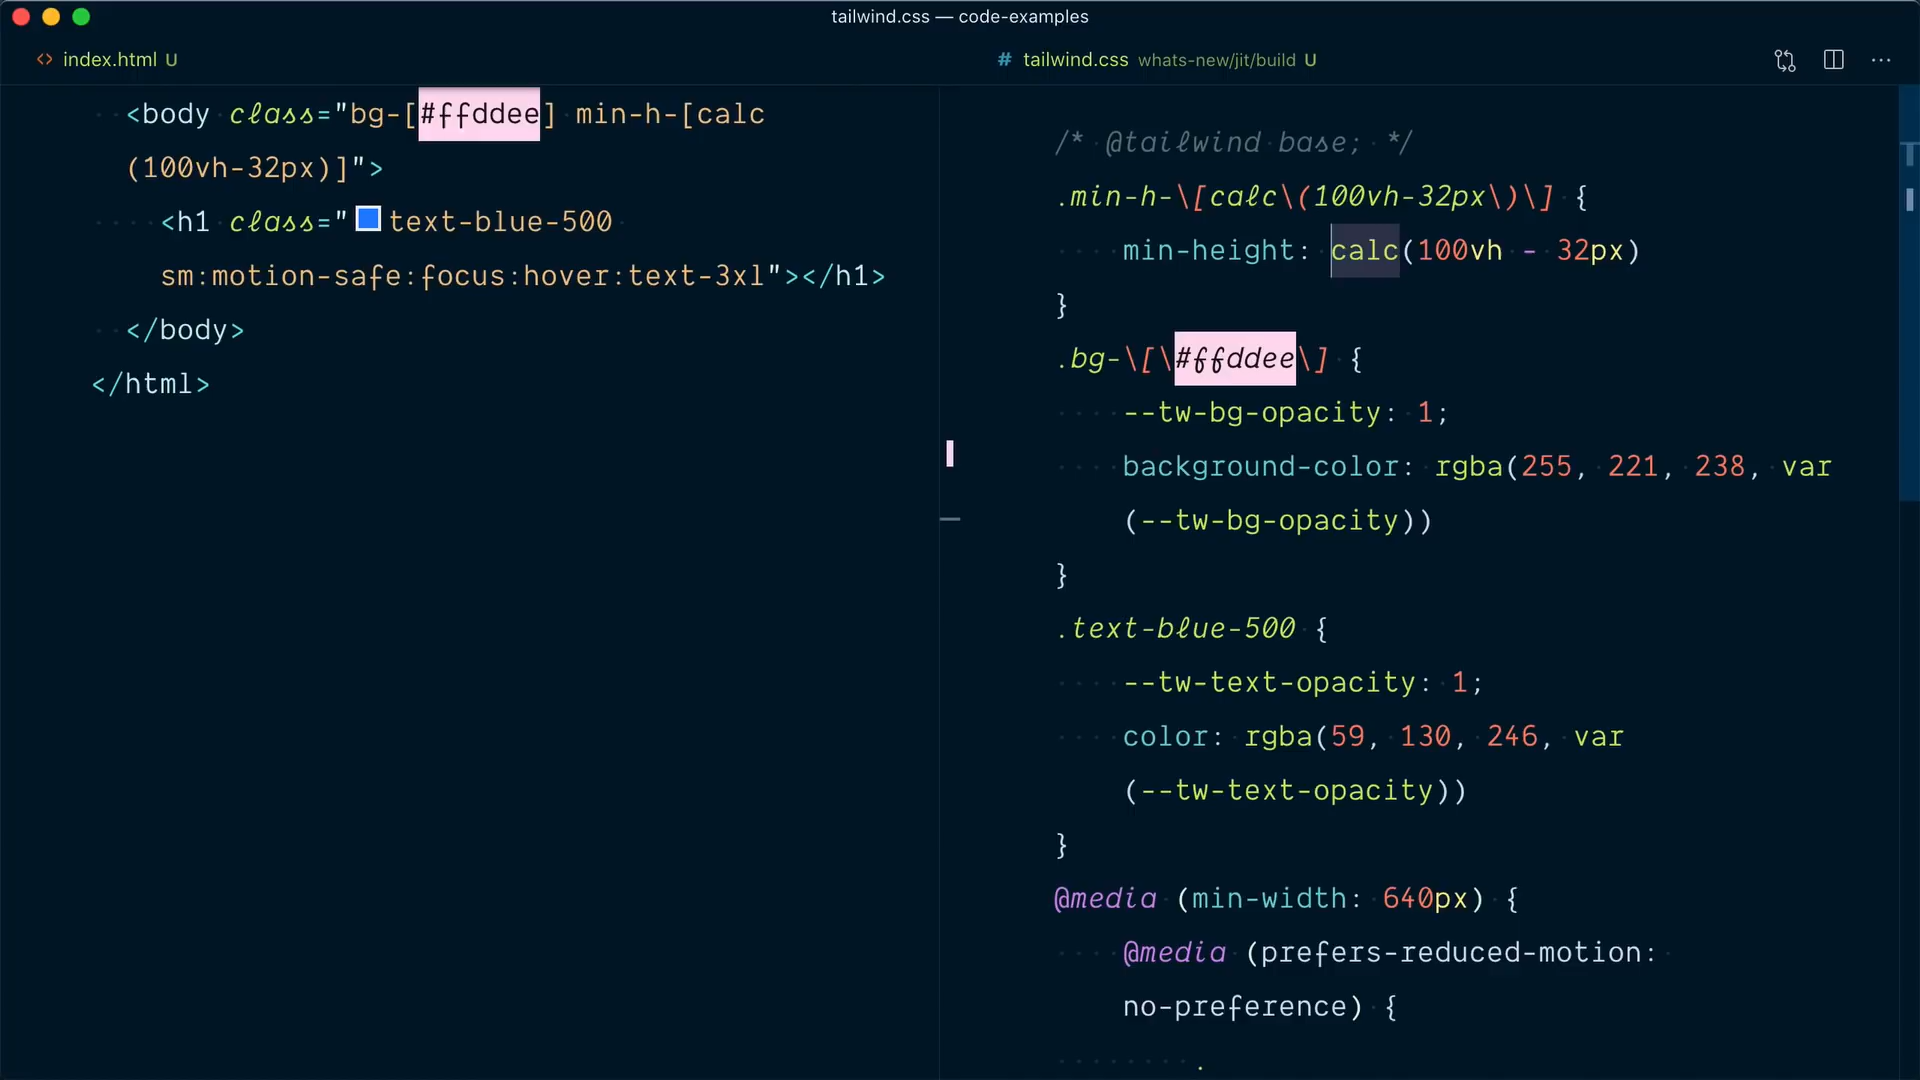 tailwind.css — code-examples
index.html U
# tailwind.css whats-new/jit/build U
<body class="bg-[#ffddee] min-h-[calc
(100vh-32px)]">
<h1 class="text-blue-500
sm:motion-safe:focus:hover:text-3xl"></h1>
</body>
</html>
/* @tailwind base; */
.min-h-\[calc\(100vh-32px\)\] {
min-height: calc(100vh - 32px)
}
.bg-\[\#ffddee\] {
--tw-bg-opacity: 1;
background-color: rgba(255, 221, 238, var
(--tw-bg-opacity))
}
.text-blue-500 {
--tw-text-opacity: 1;
color: rgba(59, 130, 246, var
(--tw-text-opacity))
}
@media (min-width: 640px) {
@media (prefers-reduced-motion:
no-preference) {
.